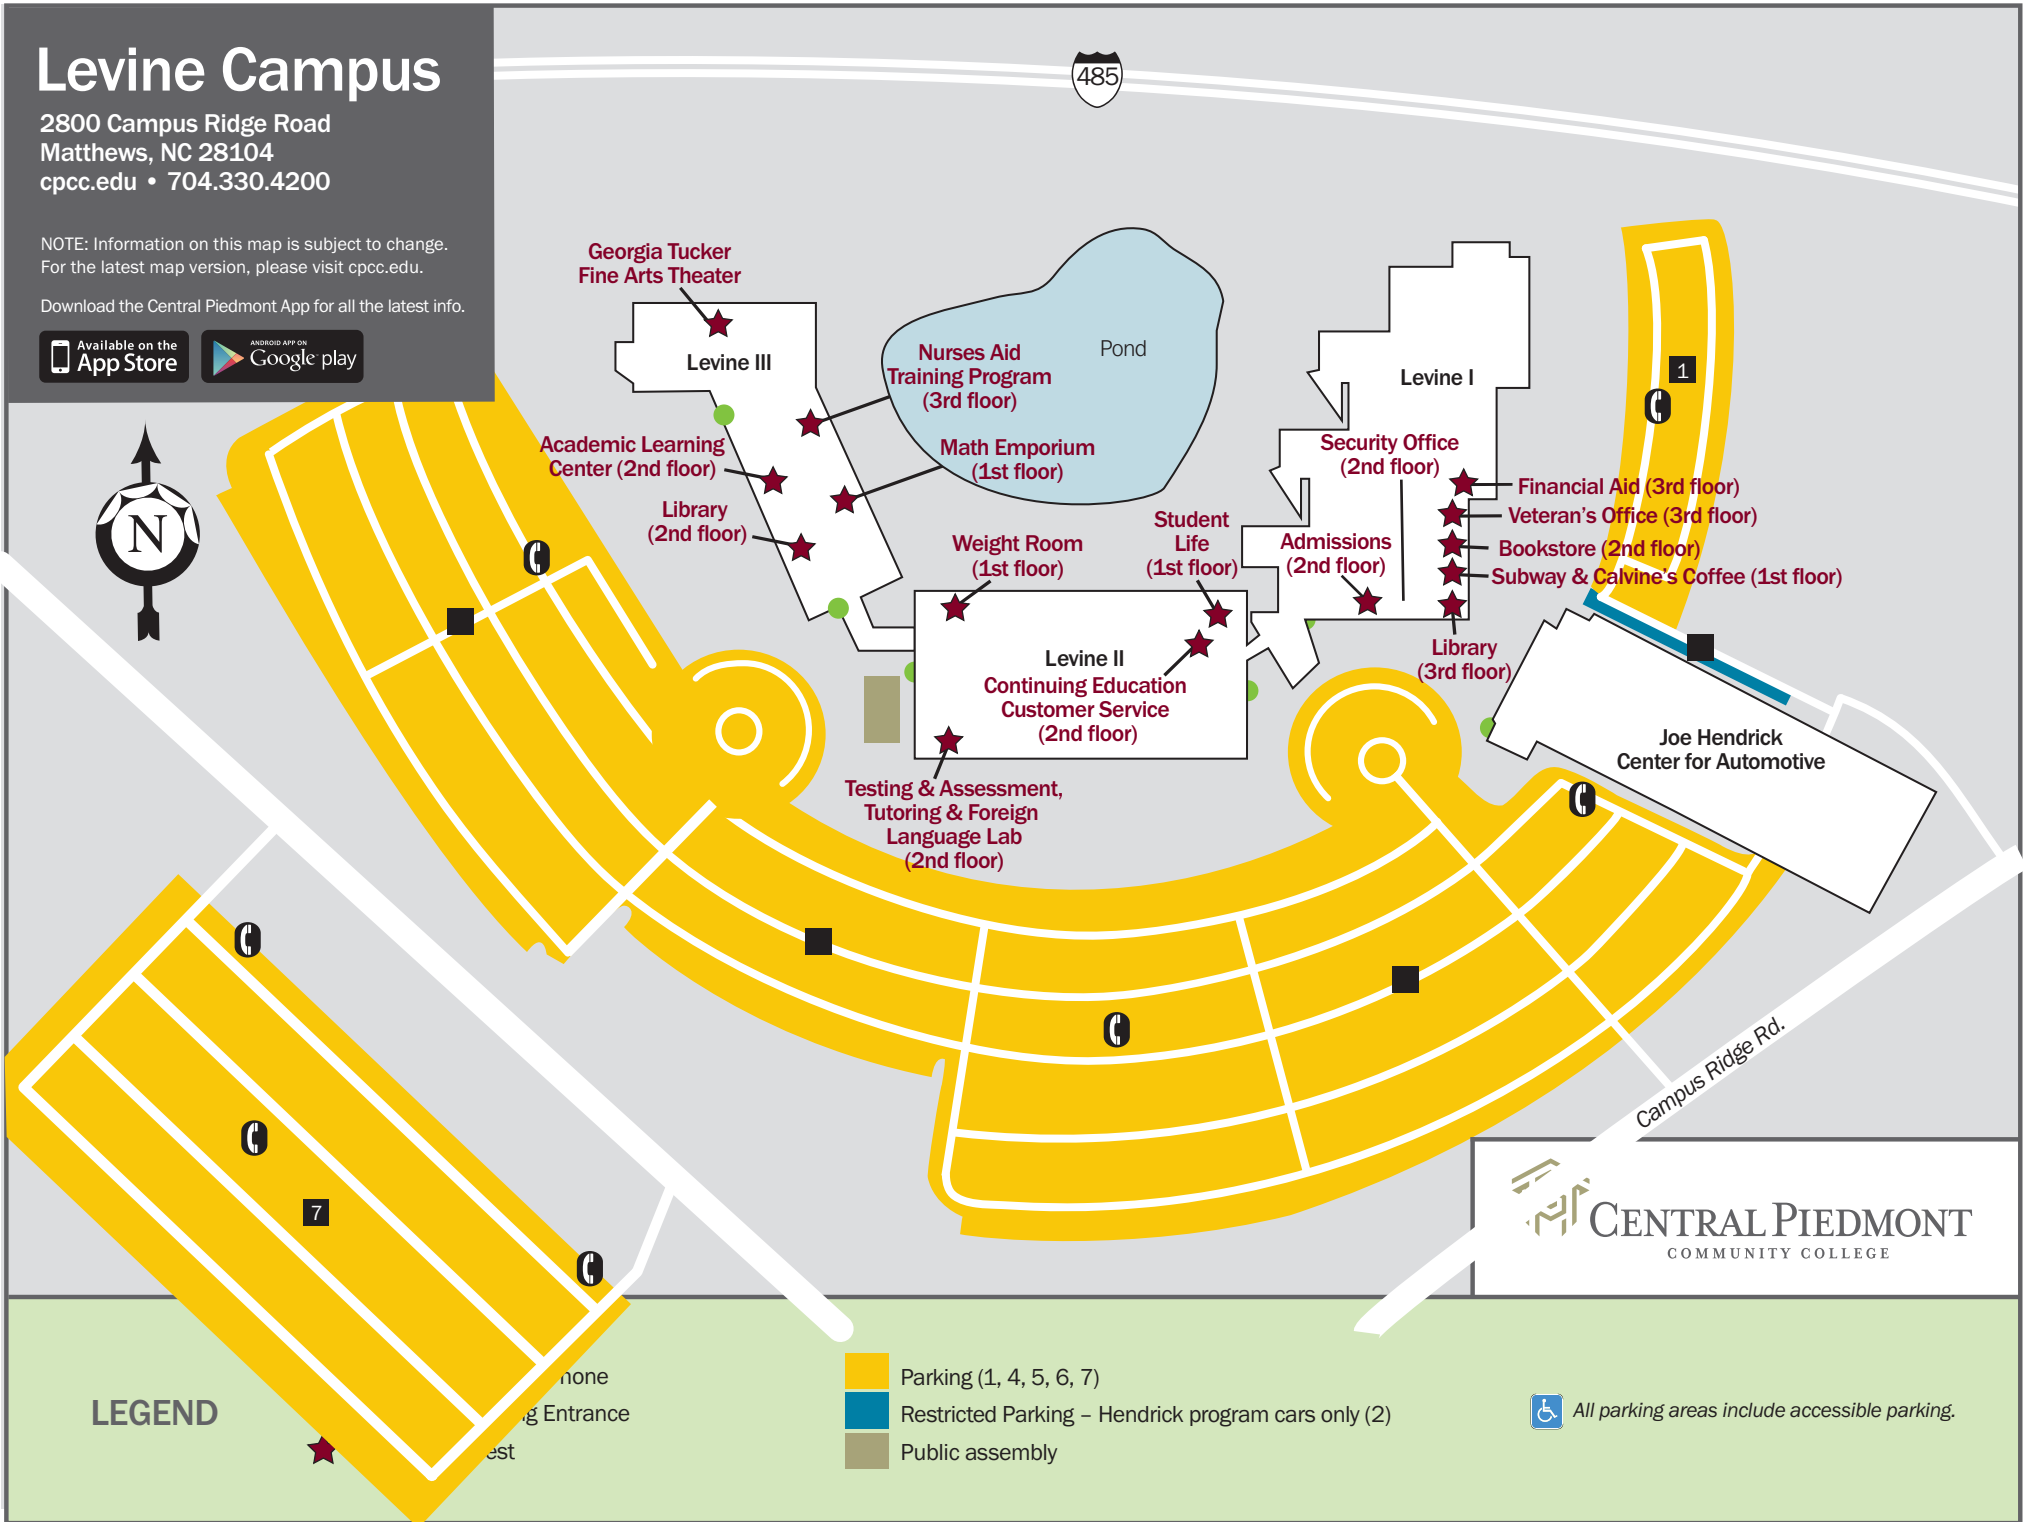 Levine Campus
2800 Campus Ridge Road
Matthews, NC 28104
cpcc.edu • 704.330.4200
NOTE: Information on this map is subject to change.
For the latest map version, please visit cpcc.edu.
Download the Central Piedmont App for all the latest info.
Available on the
App Store
ANDROID APP ON
Google play
485
N
Georgia Tucker
Fine Arts Theater
Levine III
Nurses Aid
Training Program
(3rd floor)
Pond
Academic Learning
Center (2nd floor)
Math Emporium
(1st floor)
Library
(2nd floor)
Weight Room
(1st floor)
Student
Life
(1st floor)
Levine I
Security Office
(2nd floor)
Admissions
(2nd floor)
1
Financial Aid (3rd floor)
Veteran's Office (3rd floor)
Bookstore (2nd floor)
Subway & Calvine's Coffee (1st floor)
Library
(3rd floor)
Levine II
Continuing Education
Customer Service
(2nd floor)
Testing & Assessment,
Tutoring & Foreign
Language Lab
(2nd floor)
Joe Hendrick
Center for Automotive
Campus Ridge Rd.
7
CENTRAL PIEDMONT
COMMUNITY COLLEGE
LEGEND
Entrance
Parking (1, 4, 5, 6, 7)
Restricted Parking – Hendrick program cars only (2)
Public assembly
All parking areas include accessible parking.